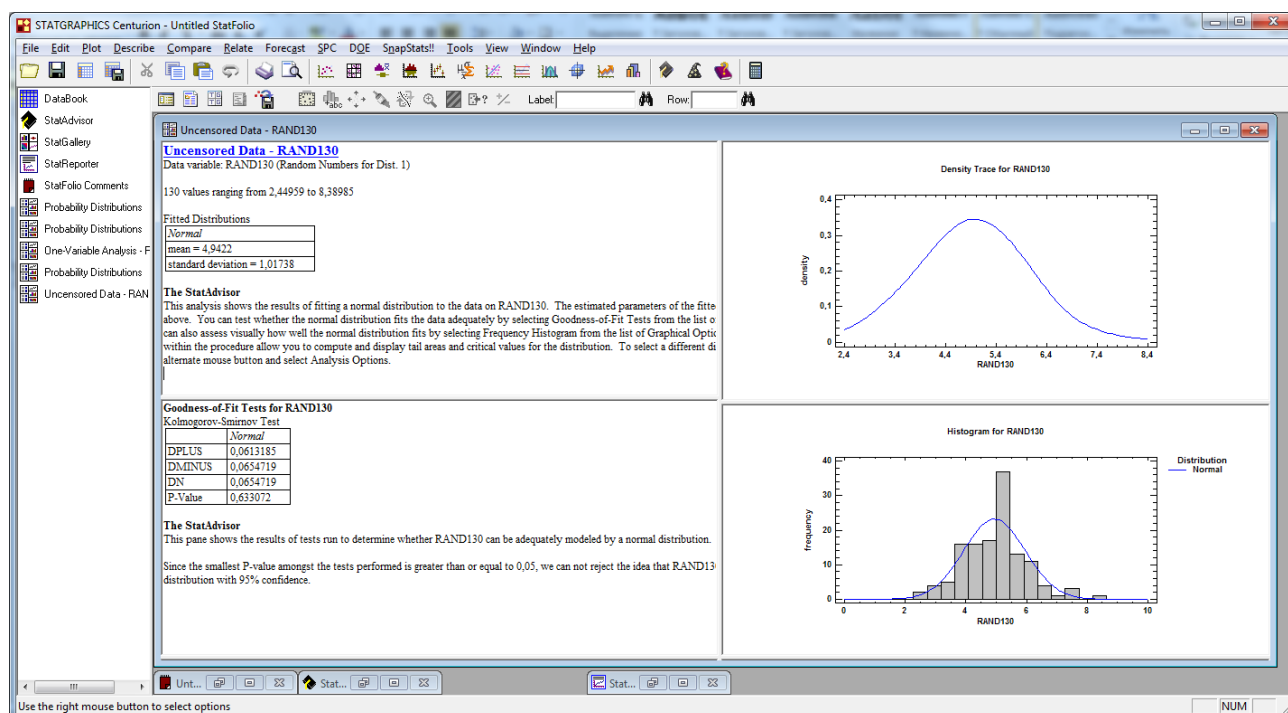 STATGRAPHICS Centurion - Untitled StatFolio
File Edit Plot Describe Compare Relate Forecast SPC DOE SnapStats!! Tools View Window Help
Label: Row:
DataBook
StatAdvisor
StatGallery
StatReporter
StatFolio Comments
Probability Distributions
Probability Distributions
One-Variable Analysis - F
Probability Distributions
Uncensored Data - RAN
Uncensored Data - RAND130
Uncensored Data - RAND130
Data variable: RAND130 (Random Numbers for Dist. 1)
130 values ranging from 2,44959 to 8,38985
Fitted Distributions
Normal
mean = 4,9422
standard deviation = 1,01738
The StatAdvisor
This analysis shows the results of fitting a normal distribution to the data on RAND130. The estimated parameters of the fitte
above. You can test whether the normal distribution fits the data adequately by selecting Goodness-of-Fit Tests from the list o
can also assess visually how well the normal distribution fits by selecting Frequency Histogram from the list of Graphical Optic
within the procedure allow you to compute and display tail areas and critical values for the distribution. To select a different di
alternate mouse button and select Analysis Options.
Density Trace for RAND130
density
0,4
0,3
0,2
0,1
0
2,4 3,4 4,4 5,4 6,4 7,4 8,4
RAND130
Goodness-of-Fit Tests for RAND130
Kolmogorov-Smirnov Test
Normal
DPLUS 0,0613185
DMINUS 0,0654719
DN 0,0654719
P-Value 0,633072
The StatAdvisor
This pane shows the results of tests run to determine whether RAND130 can be adequately modeled by a normal distribution.
Since the smallest P-value amongst the tests performed is greater than or equal to 0,05, we can not reject the idea that RAND130
distribution with 95% confidence.
Histogram for RAND130
Distribution
Normal
frequency
40
30
20
10
0
0 2 4 6 8 10
RAND130
Unt... Stat... Stat...
Use the right mouse button to select options
NUM